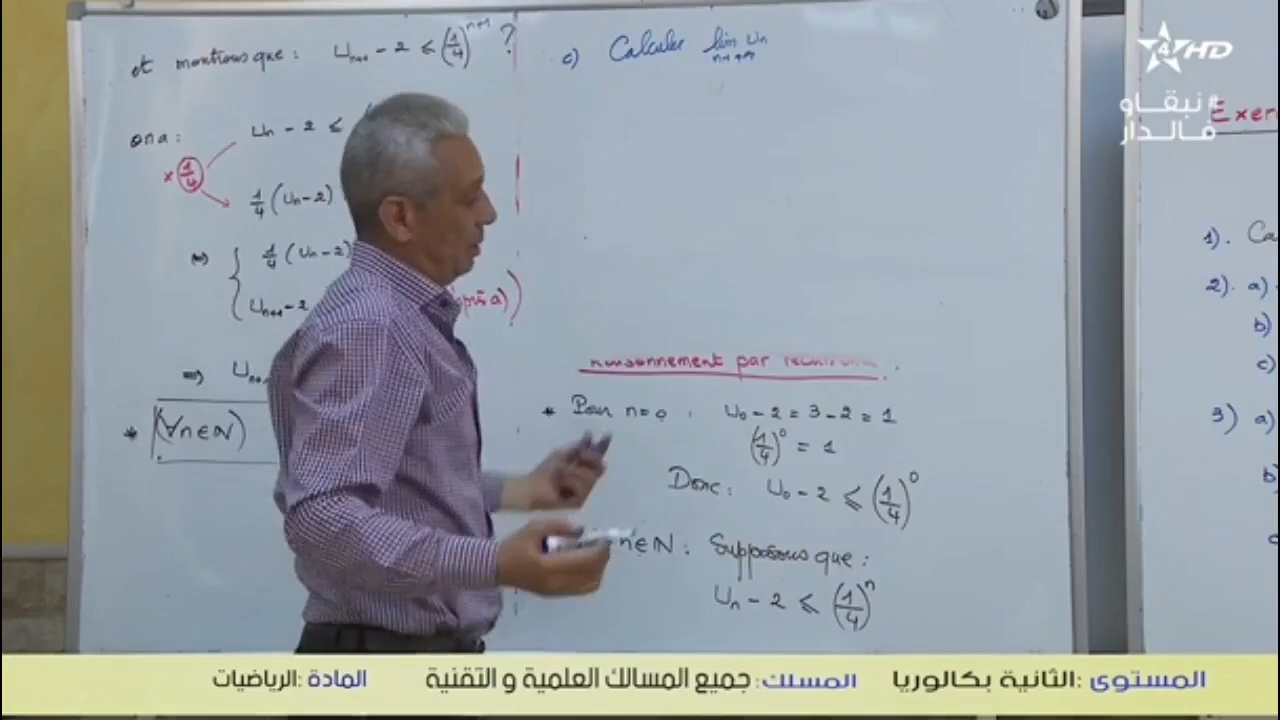 et montrons que : Uₙ₊₁ - 2 ≤ (1/4)ⁿ⁺¹ ?
on a :
Uₙ - 2 ≤
× 1/4
1/4 (Uₙ - 2)
⇔ { 1/4 (Uₙ - 2)
Uₙ₊₁ - 2
a)
⇒ Uₙ₊₁
* (∀n∈N)
c) Calculer lim Uₙ
n→+∞
raisonnement par récurrence.
* Pour n=0 : U₀ - 2 = 3 - 2 = 1
(1/4)⁰ = 1
Donc : U₀ - 2 ≤ (1/4)⁰
n∈N : Supposons que :
Uₙ - 2 ≤ (1/4)ⁿ
Exer
1).
2). a)
b)
c)
3) a)
b)
4 HD
#نبقاو
فالدار
المستوى :الثانية بكالوريا
المسلك: جميع المسالك العلمية و التقنية
المادة :الرياضيات